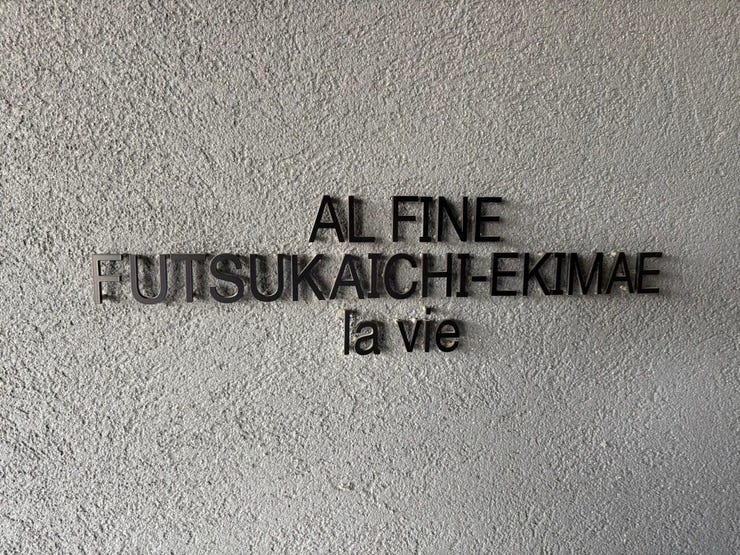 AL FINE
FUTSUKAICHI-EKIMAE
la vie